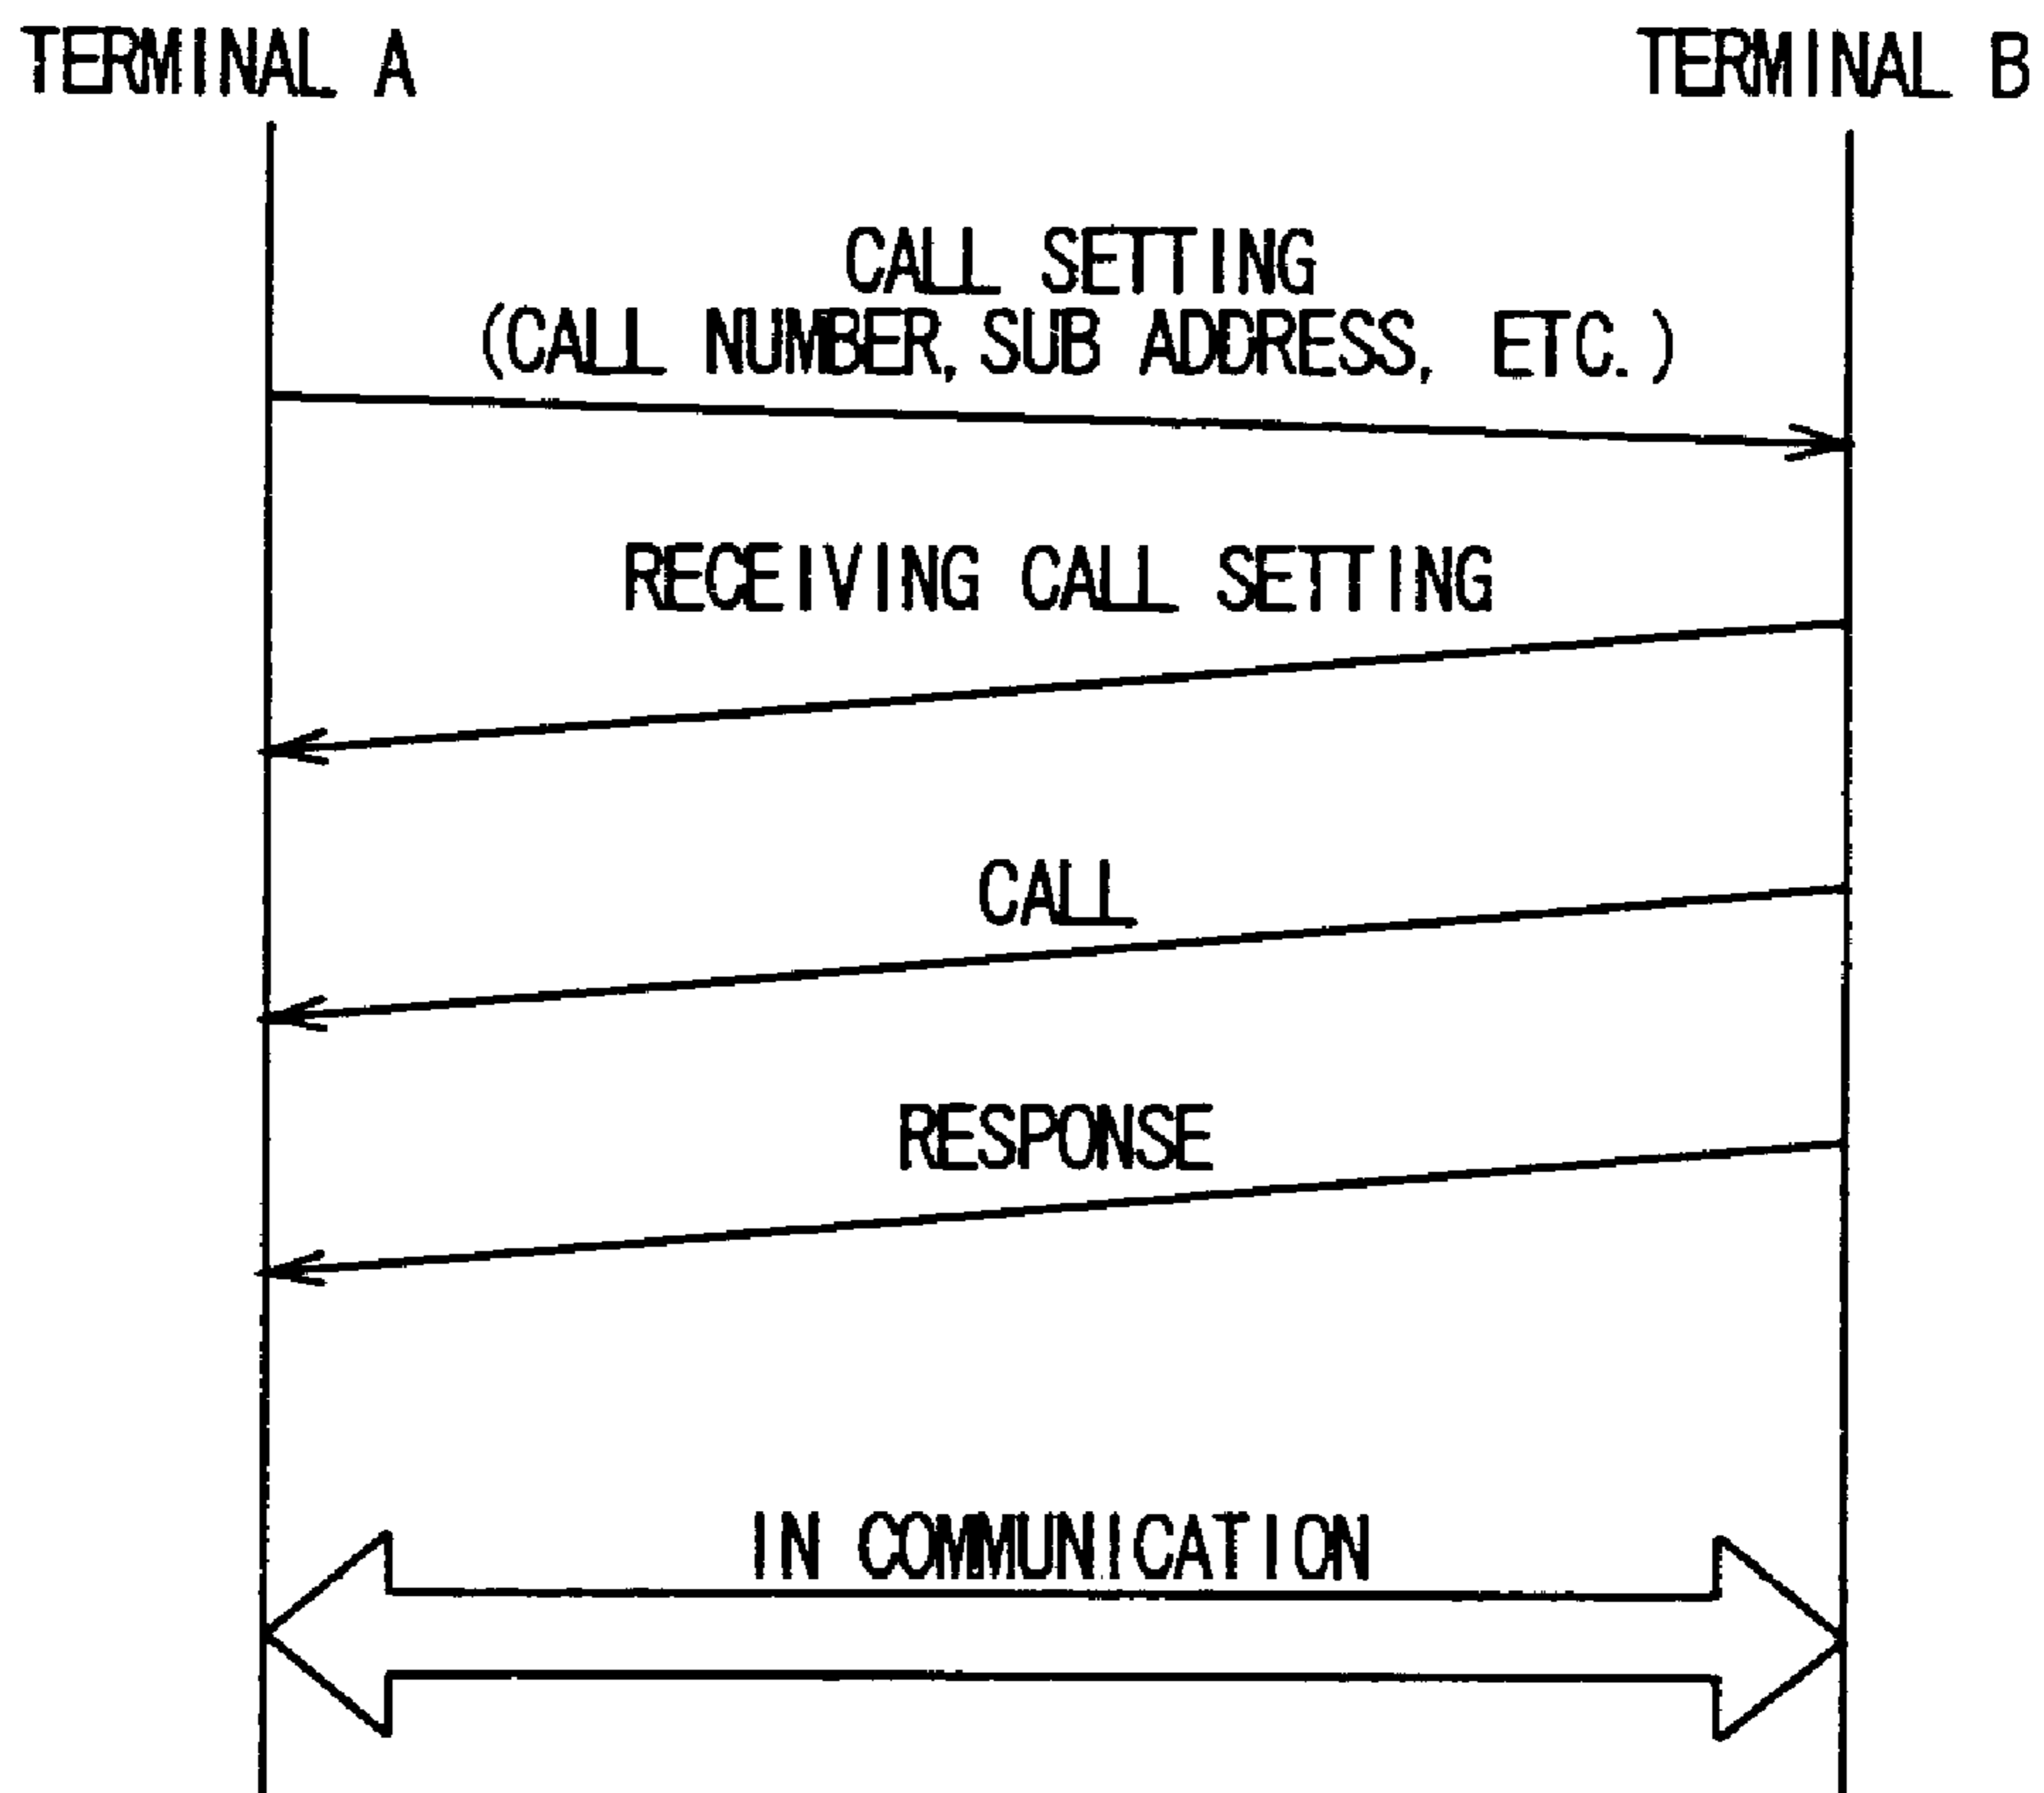 TERMINAL A
TERMINAL B
CALL SETTING
(CALL NUMBER, SUB ADDRESS, ETC.)
RECEIVING CALL SETTING
CALL
RESPONSE
IN COMMUNICATION